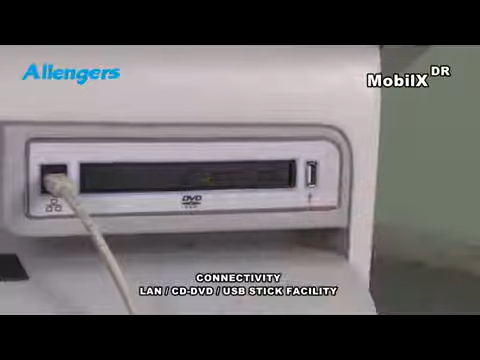 Allengers
MobilX DR
DVD
CONNECTIVITY
LAN / CD-DVD / USB STICK FACILITY